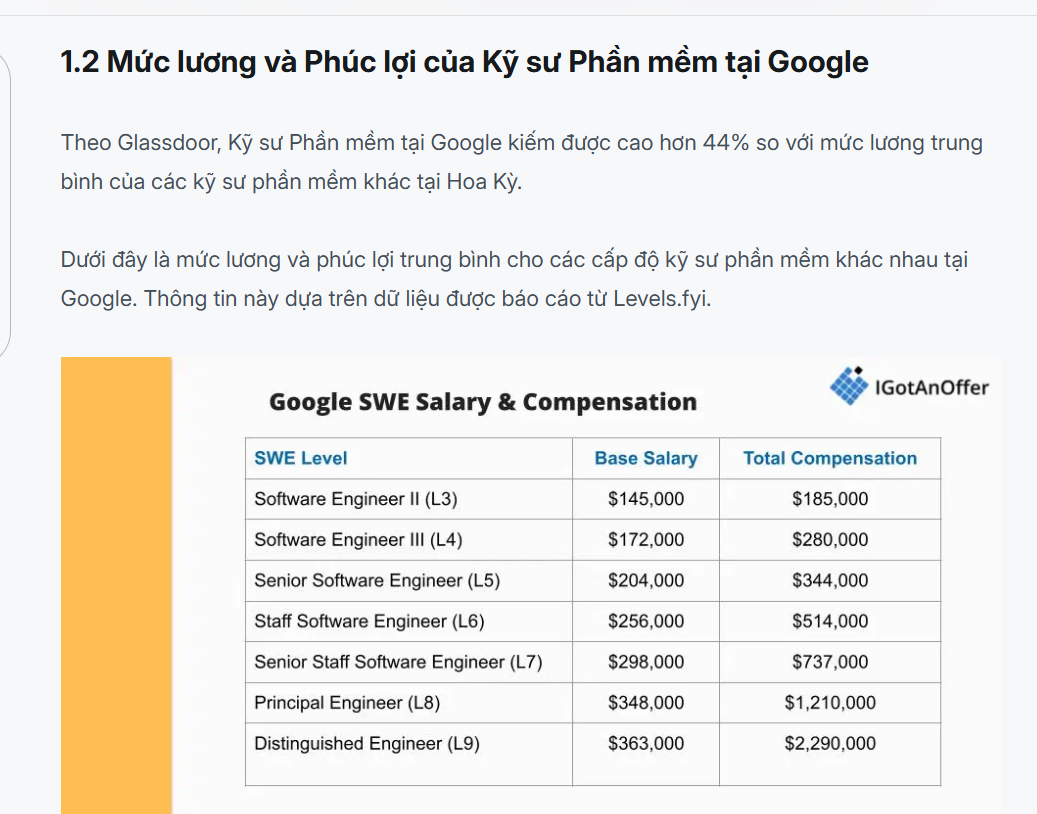 1.2 Mức lương và Phúc lợi của Kỹ sư Phần mềm tại Google
Theo Glassdoor, Kỹ sư Phần mềm tại Google kiếm được cao hơn 44% so với mức lương trung
bình của các kỹ sư phần mềm khác tại Hoa Kỳ.
Dưới đây là mức lương và phúc lợi trung bình cho các cấp độ kỹ sư phần mềm khác nhau tại
Google. Thông tin này dựa trên dữ liệu được báo cáo từ Levels.fyi.
IGotAnOffer
Google SWE Salary & Compensation
SWE Level Base Salary Total Compensation
Software Engineer II (L3) $145,000 $185,000
Software Engineer III (L4) $172,000 $280,000
Senior Software Engineer (L5) $204,000 $344,000
Staff Software Engineer (L6) $256,000 $514,000
Senior Staff Software Engineer (L7) $298,000 $737,000
Principal Engineer (L8) $348,000 $1,210,000
Distinguished Engineer (L9) $363,000 $2,290,000